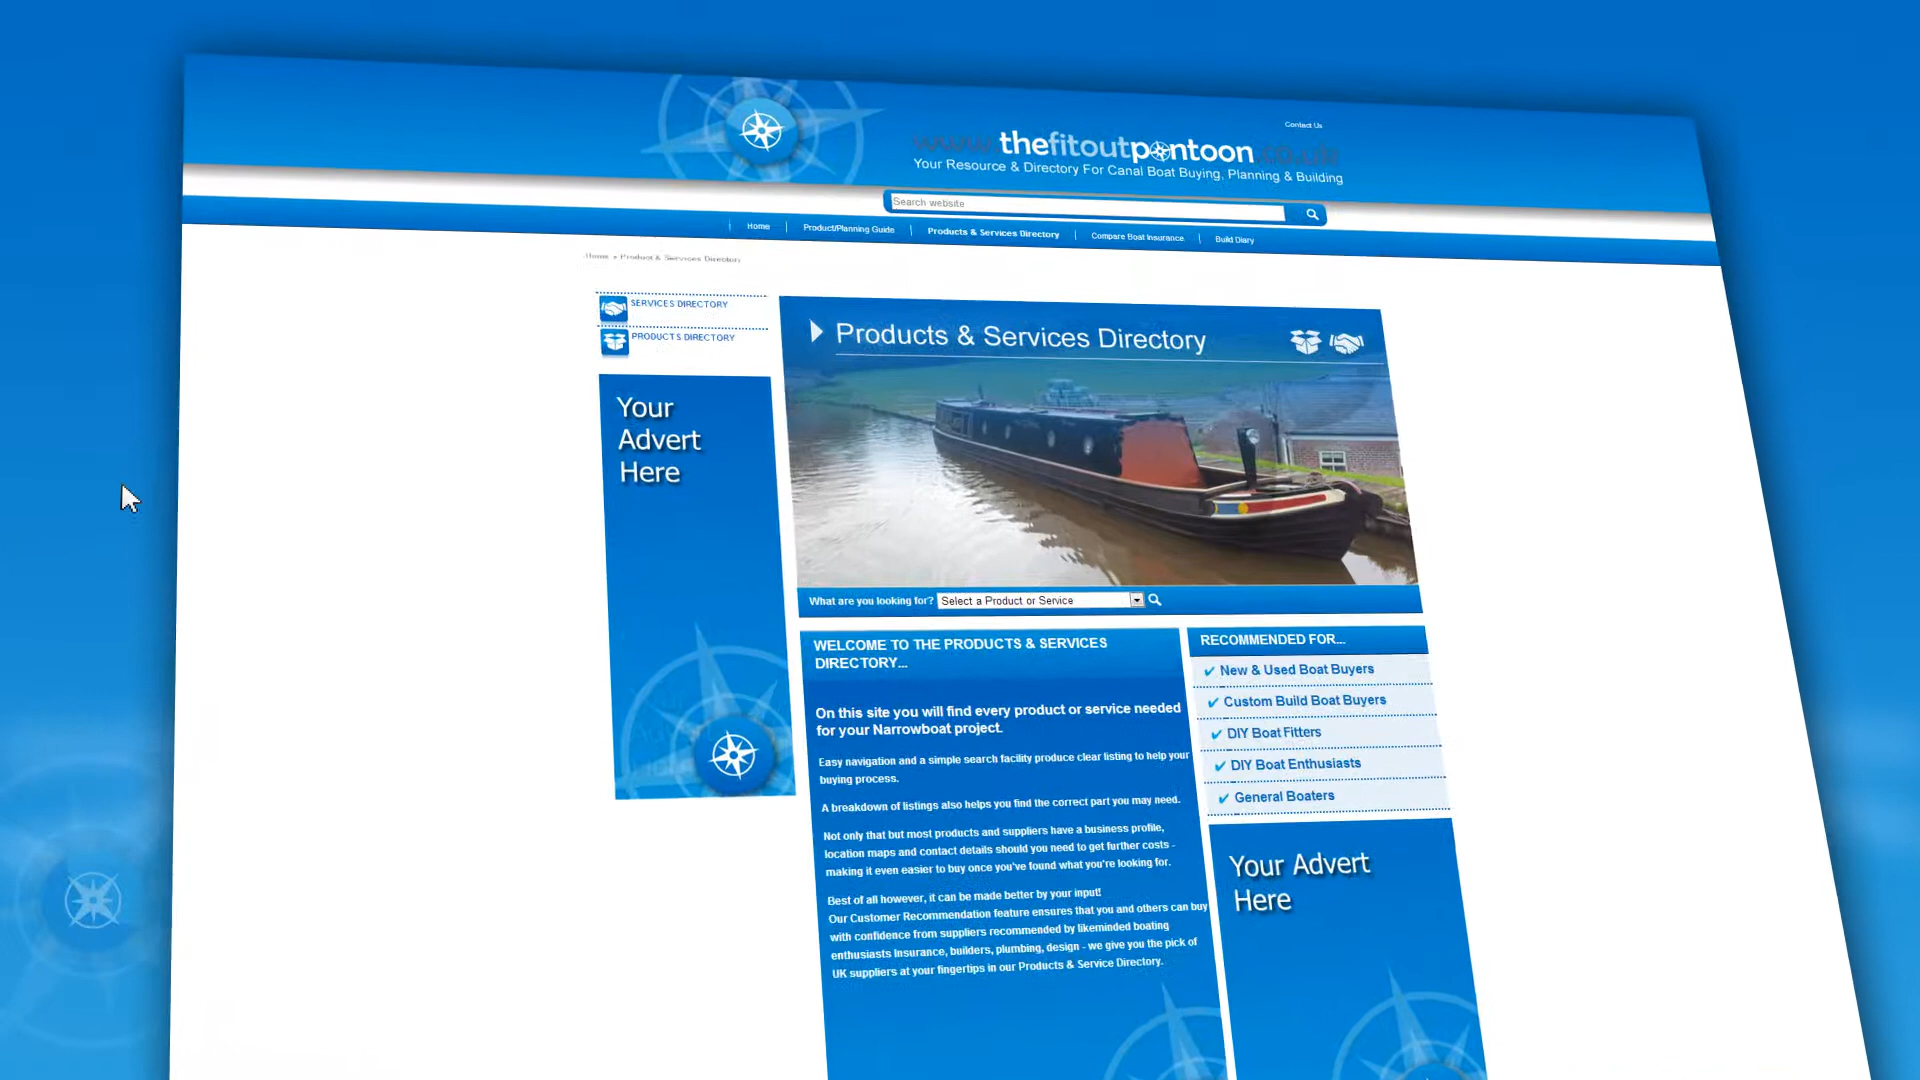 Contact Us
www.thefitoutpontoon.co.uk
Your Resource & Directory For Canal Boat Buying, Planning & Building
Search website
Home
Product/Planning Guide
Products & Services Directory
Compare Boat Insurance
Build Diary
Home » Product & Services Directory
SERVICES DIRECTORY
PRODUCTS DIRECTORY
Your
Advert
Here
Products & Services Directory
What are you looking for? Select a Product or Service
WELCOME TO THE PRODUCTS & SERVICES
DIRECTORY...
On this site you will find every product or service needed
for your Narrowboat project.
Easy navigation and a simple search facility produce clear listing to help your
buying process.
A breakdown of listings also helps you find the correct part you may need.
Not only that but most products and suppliers have a business profile,
location maps and contact details should you need to get further costs -
making it even easier to buy once you've found what you're looking for.
Best of all however, it can be made better by your input!
Our Customer Recommendation feature ensures that you and others can buy
with confidence from suppliers recommended by likeminded boating
enthusiasts Insurance, builders, plumbing, design - we give you the pick of
UK suppliers at your fingertips in our Products & Service Directory.
RECOMMENDED FOR...
New & Used Boat Buyers
Custom Build Boat Buyers
DIY Boat Fitters
DIY Boat Enthusiasts
General Boaters
Your Advert
Here